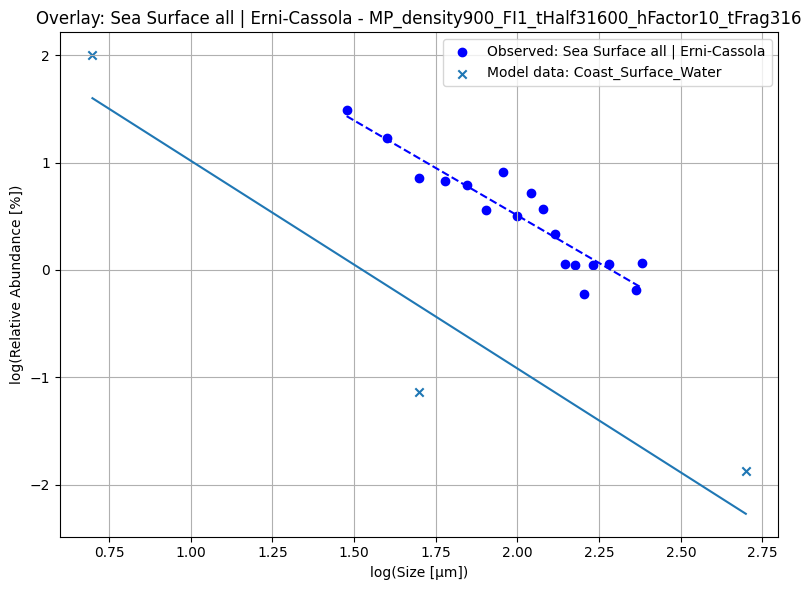 Overlay: Sea Surface all | Erni-Cassola - MP_density900_FI1_tHalf31600_hFactor10_tFrag316
Observed: Sea Surface all | Erni-Cassola
Model data: Coast_Surface_Water
log(Relative Abundance [%])
2
1
0
−1
−2
0.75 1.00 1.25 1.50 1.75 2.00 2.25 2.50 2.75
log(Size [μm])